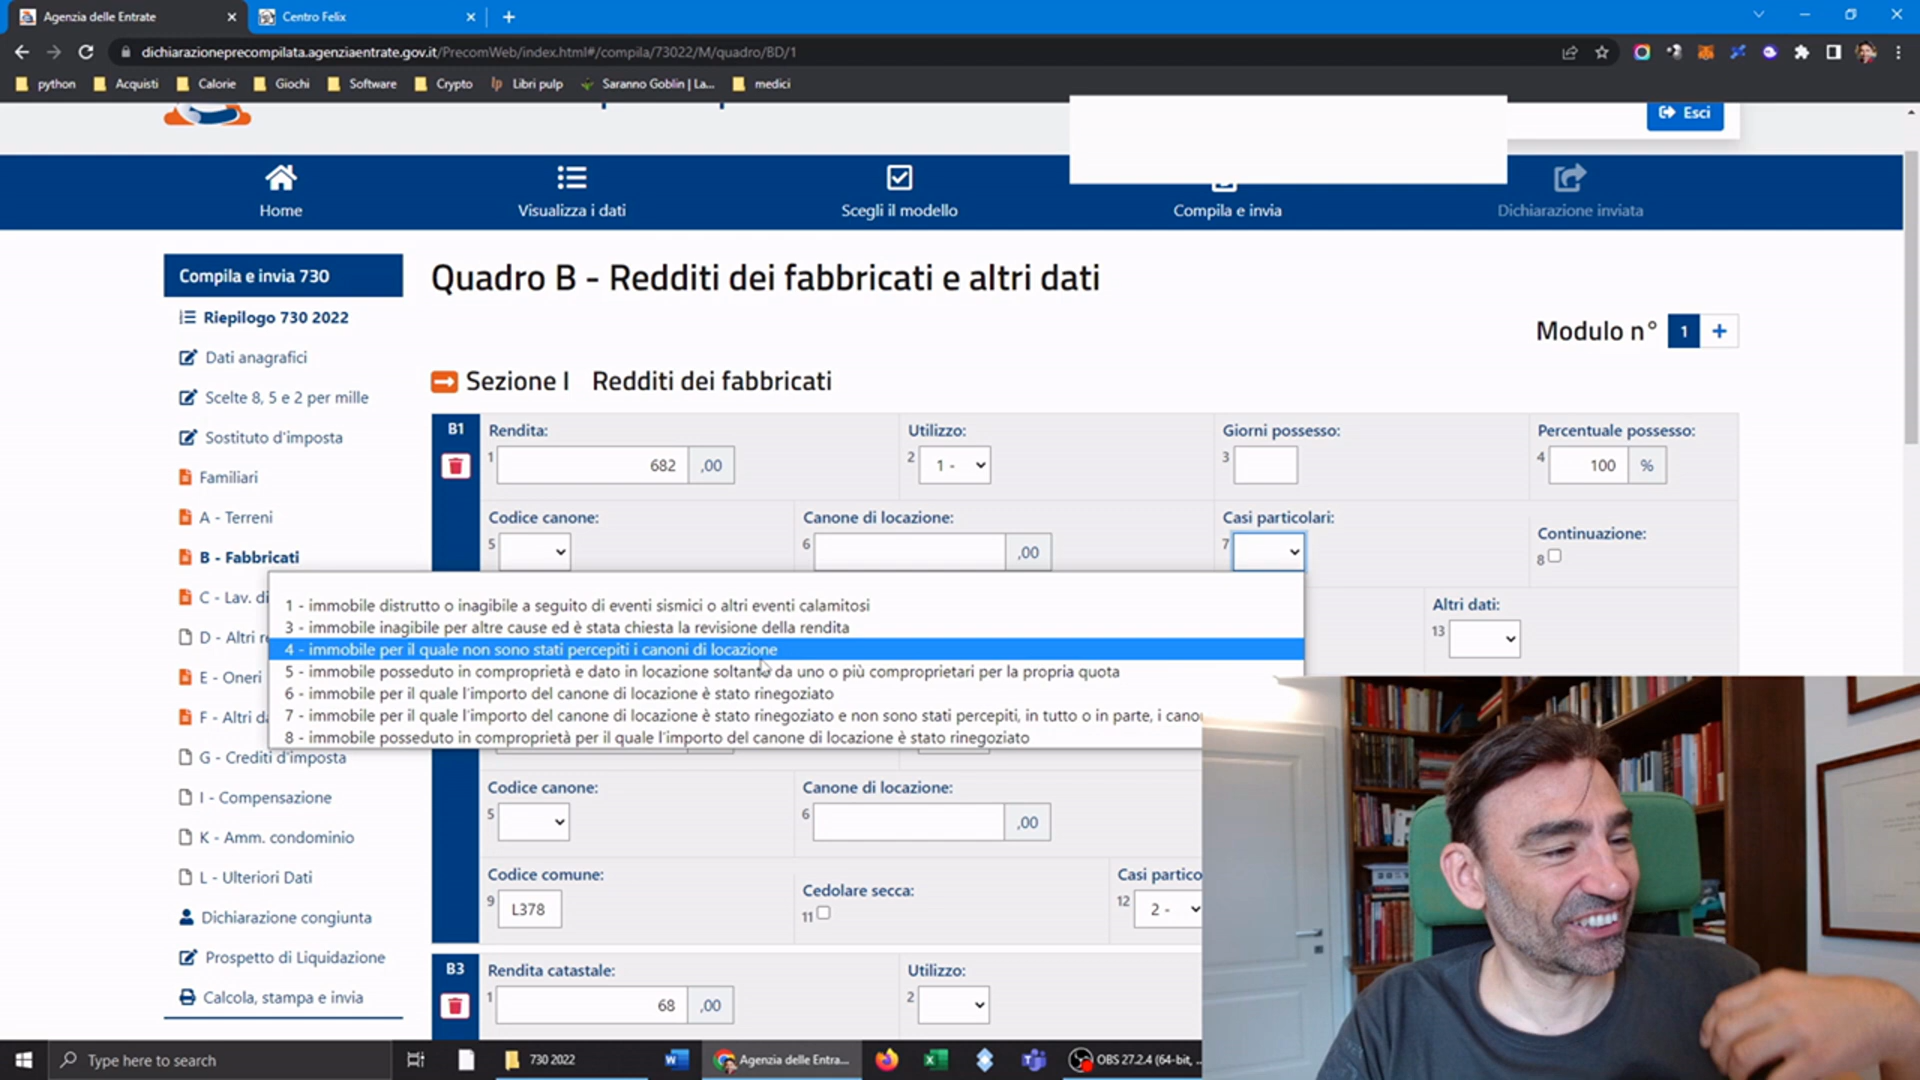 Agenzia delle Entrate
Centro Felix
dichiarazioneprecompilata.agenziaentrate.gov.it/PrecomWeb/index.html#/compila/73022/M/quadro/BD/1
python
Acquisti
Calorie
Giochi
Software
Crypto
lp Libri pulp
Saranno Goblin | La...
medici
Esci
Home
Visualizza i dati
Scegli il modello
Compila e invia
Dichiarazione inviata
Compila e invia 730
Riepilogo 730 2022
Dati anagrafici
Scelte 8, 5 e 2 per mille
Sostituto d'imposta
Familiari
A - Terreni
B - Fabbricati
C - Lav. di
D - Altri r
E - Oneri
F - Altri da
G - Crediti d'imposta
I - Compensazione
K - Amm. condominio
L - Ulteriori Dati
Dichiarazione congiunta
Prospetto di Liquidazione
Calcola, stampa e invia
Quadro B - Redditi dei fabbricati e altri dati
Modulo n° 1 +
Sezione I Redditi dei fabbricati
B1 Rendita: Utilizzo: Giorni possesso: Percentuale possesso:
1 682 ,00 2 1 - 3 4 100 %
Codice canone: Canone di locazione: Casi particolari: Continuazione:
5 6 ,00 7 8
Altri dati:
13
1 - immobile distrutto o inagibile a seguito di eventi sismici o altri eventi calamitosi
3 - immobile inagibile per altre cause ed è stata chiesta la revisione della rendita
4 - immobile per il quale non sono stati percepiti i canoni di locazione
5 - immobile posseduto in comproprietà e dato in locazione soltanto da uno o più comproprietari per la propria quota
6 - immobile per il quale l'importo del canone di locazione è stato rinegoziato
7 - immobile per il quale l'importo del canone di locazione è stato rinegoziato e non sono stati percepiti, in tutto o in parte, i cano
8 - immobile posseduto in comproprietà per il quale l'importo del canone di locazione è stato rinegoziato
Codice canone: Canone di locazione:
5 6 ,00
Codice comune: Cedolare secca: Casi partico
9 L378 11 12 2 -
B3 Rendita catastale: Utilizzo:
1 68 ,00 2
Type here to search
730 2022
Agenzia delle Entra...
OBS 27.2.4 (64-bit, ...